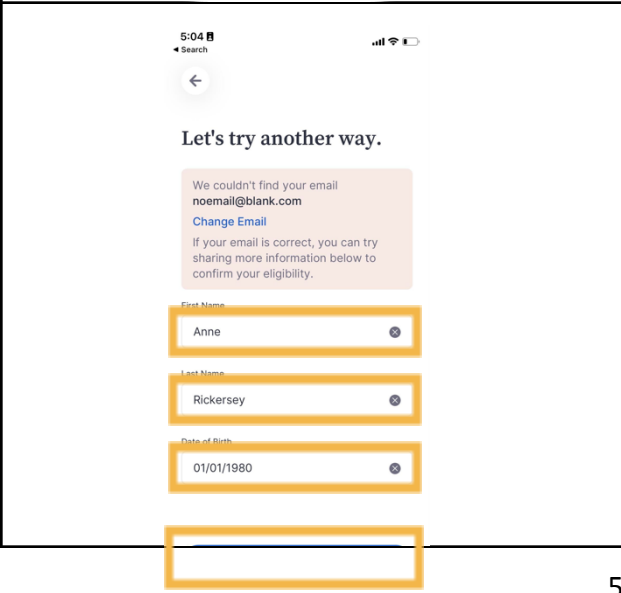 5:04
◄ Search
Let's try another way.
We couldn't find your email
noemail@blank.com
Change Email
If your email is correct, you can try
sharing more information below to
confirm your eligibility.
First Name
Anne
Last Name
Rickersey
Date of Birth
01/01/1980
5